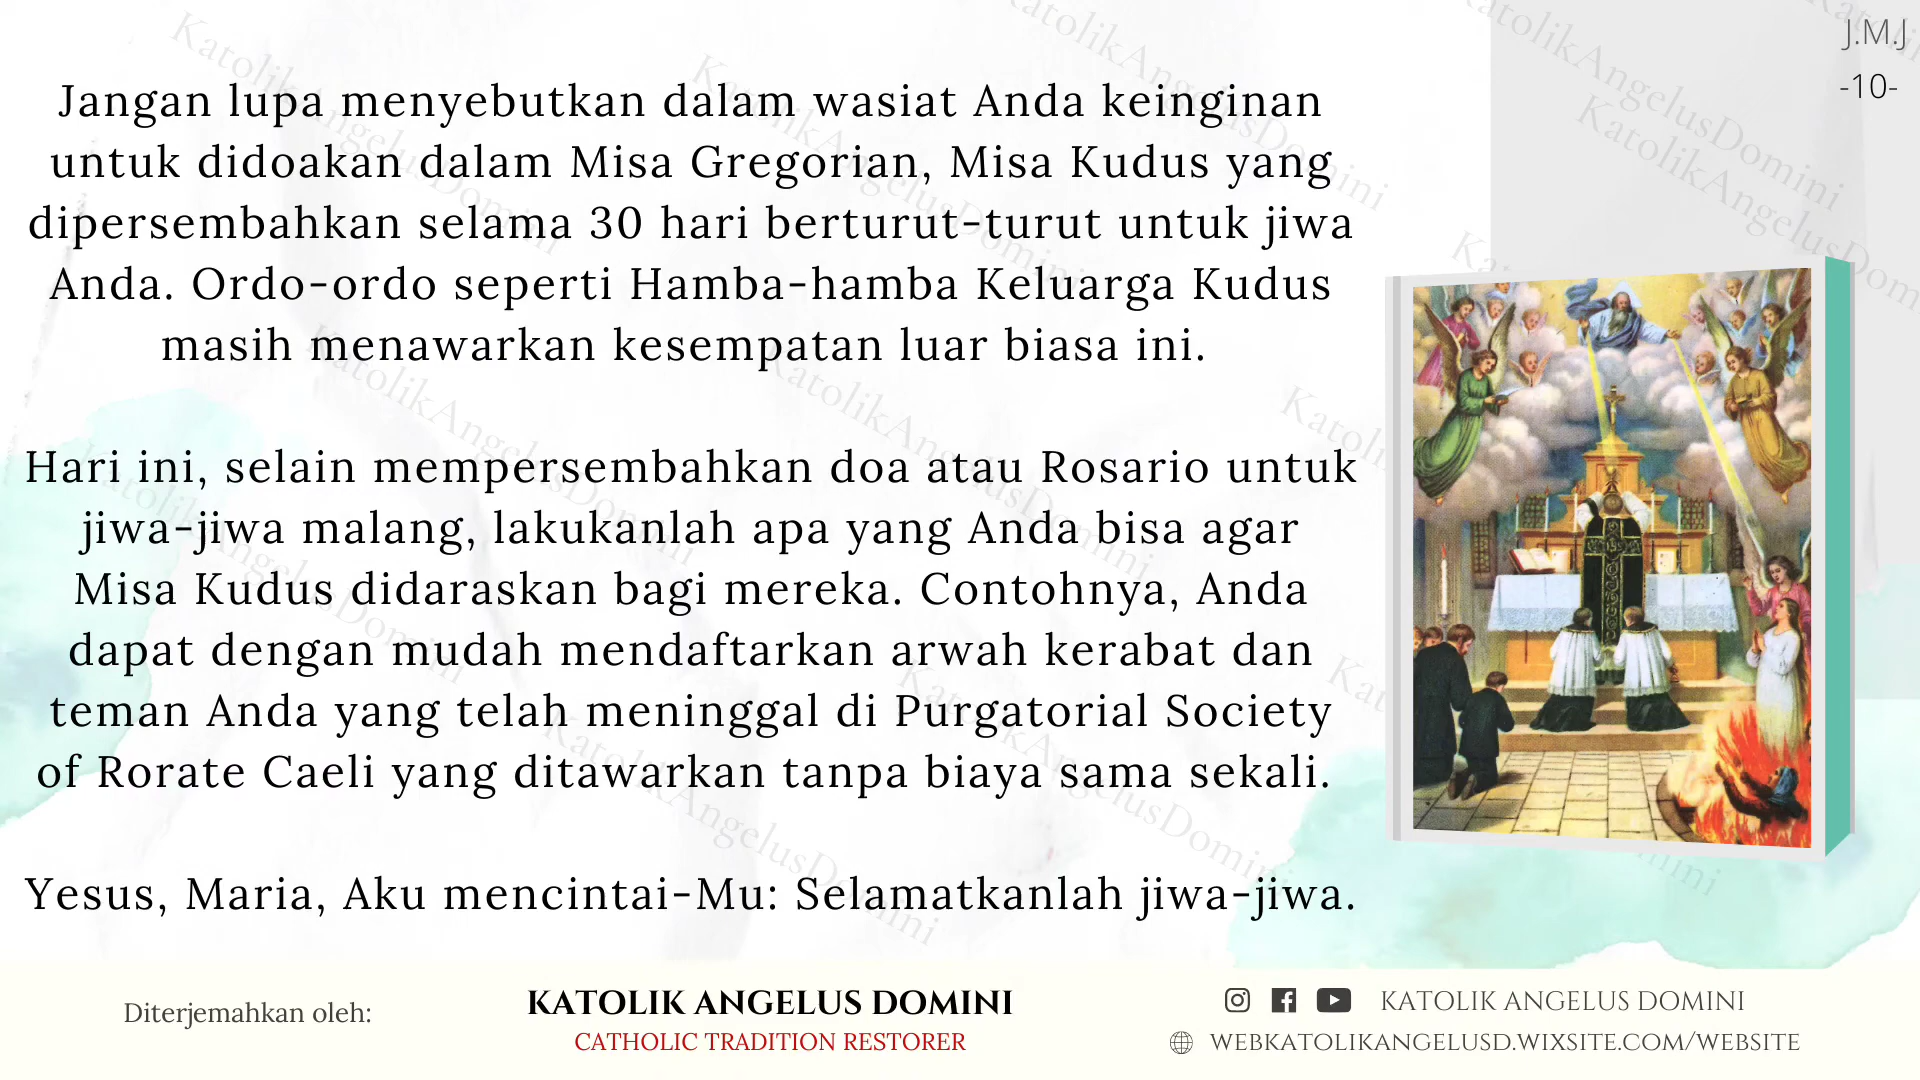 J.M.J
-10-
Jangan lupa menyebutkan dalam wasiat Anda keinginan
untuk didoakan dalam Misa Gregorian, Misa Kudus yang
dipersembahkan selama 30 hari berturut-turut untuk jiwa
Anda. Ordo-ordo seperti Hamba-hamba Keluarga Kudus
masih menawarkan kesempatan luar biasa ini.
Hari ini, selain mempersembahkan doa atau Rosario untuk
jiwa-jiwa malang, lakukanlah apa yang Anda bisa agar
Misa Kudus didaraskan bagi mereka. Contohnya, Anda
dapat dengan mudah mendaftarkan arwah kerabat dan
teman Anda yang telah meninggal di Purgatorial Society
of Rorate Caeli yang ditawarkan tanpa biaya sama sekali.
Yesus, Maria, Aku mencintai-Mu: Selamatkanlah jiwa-jiwa.
Diterjemahkan oleh:
KATOLIK ANGELUS DOMINI
CATHOLIC TRADITION RESTORER
KATOLIK ANGELUS DOMINI
WEBKATOLIKANGELUSD.WIXSITE.COM/WEBSITE
KatolikAngelusDomini